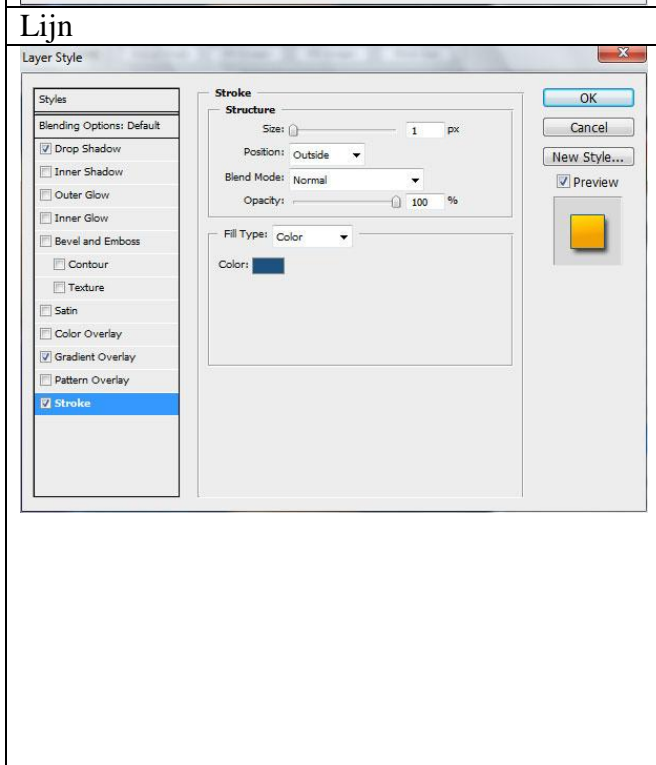 Lijn
Layer Style
Styles
Blending Options: Default
Drop Shadow
Inner Shadow
Outer Glow
Inner Glow
Bevel and Emboss
Contour
Texture
Satin
Color Overlay
Gradient Overlay
Pattern Overlay
Stroke
Stroke
Structure
Size: 1 px
Position: Outside
Blend Mode: Normal
Opacity: 100 %
Fill Type: Color
Color:
OK
Cancel
New Style...
Preview